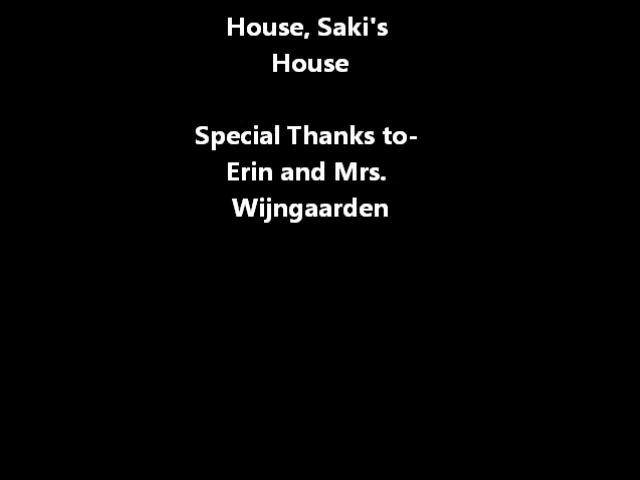 House, Saki's
House
Special Thanks to-
Erin and Mrs.
Wijngaarden